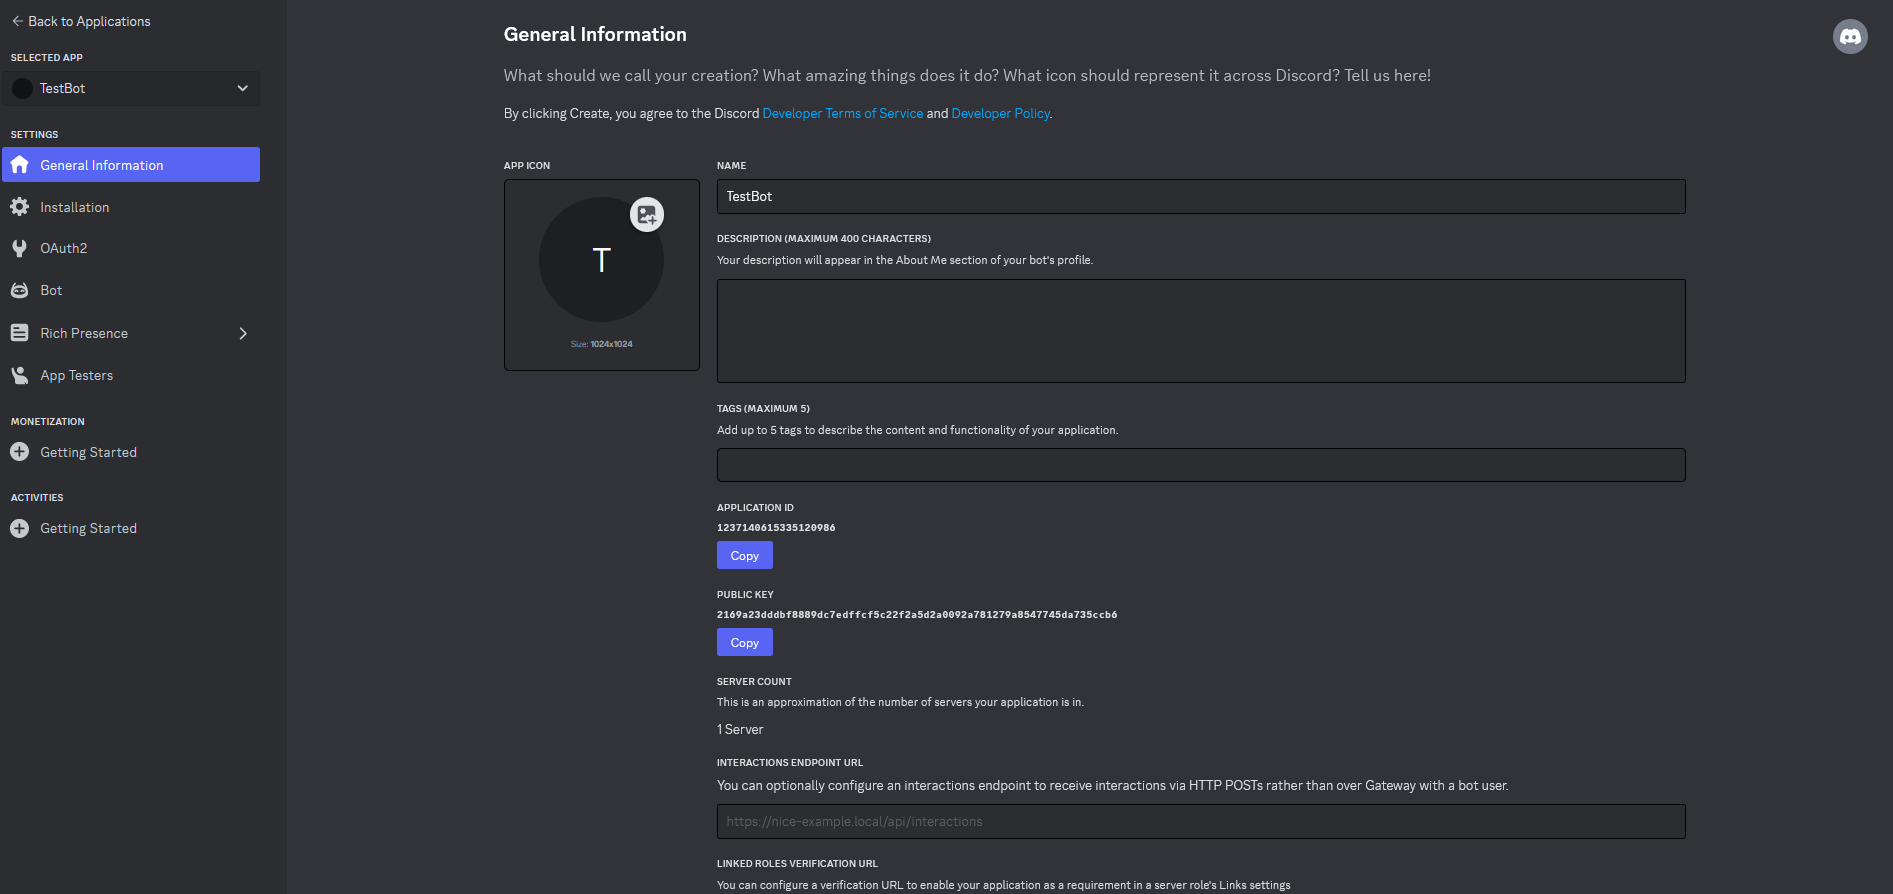 Back to Applications
SELECTED APP
TestBot
SETTINGS
General Information
Installation
OAuth2
Bot
Rich Presence
App Testers
MONETIZATION
Getting Started
ACTIVITIES
Getting Started
General Information
What should we call your creation? What amazing things does it do? What icon should represent it across Discord? Tell us here!
By clicking Create, you agree to the Discord Developer Terms of Service and Developer Policy.
APP ICON
T
Size: 1024x1024
NAME
TestBot
DESCRIPTION (MAXIMUM 400 CHARACTERS)
Your description will appear in the About Me section of your bot's profile.
TAGS (MAXIMUM 5)
Add up to 5 tags to describe the content and functionality of your application.
APPLICATION ID
1237140615335120986
Copy
PUBLIC KEY
2169a23dddbf8889dc7edffcf5c22f2a5d2a0092a781279a8547745da735ccb6
Copy
SERVER COUNT
This is an approximation of the number of servers your application is in.
1 Server
INTERACTIONS ENDPOINT URL
You can optionally configure an interactions endpoint to receive interactions via HTTP POSTs rather than over Gateway with a bot user.
https://nice-example.local/api/interactions
LINKED ROLES VERIFICATION URL
You can configure a verification URL to enable your application as a requirement in a server role's Links settings